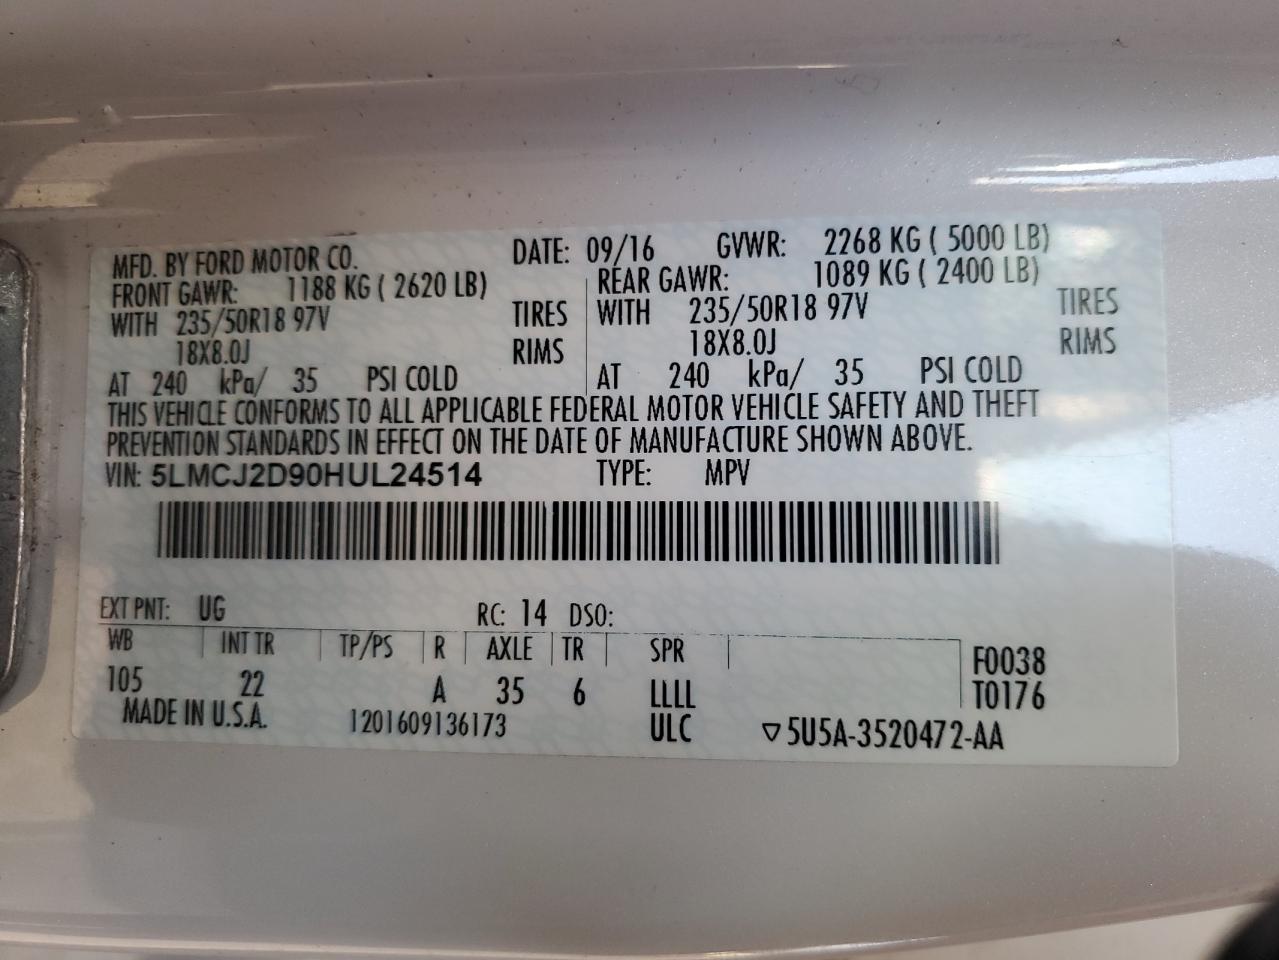 MFD. BY FORD MOTOR CO. DATE: 09/16 GVWR: 2268 KG ( 5000 LB)
FRONT GAWR: 1188 KG ( 2620 LB) REAR GAWR: 1089 KG ( 2400 LB)
WITH 235/50R18 97V TIRES WITH 235/50R18 97V TIRES
18X8.0J RIMS 18X8.0J RIMS
AT 240 kPa/ 35 PSI COLD AT 240 kPa/ 35 PSI COLD
THIS VEHICLE CONFORMS TO ALL APPLICABLE FEDERAL MOTOR VEHICLE SAFETY AND THEFT
PREVENTION STANDARDS IN EFFECT ON THE DATE OF MANUFACTURE SHOWN ABOVE.
VIN: 5LMCJ2D90HUL24514 TYPE: MPV
EXT PNT: UG RC: 14 DSO:
WB INT TR TP/PS R AXLE TR SPR F0038
105 22 A 35 6 LLLL T0176
MADE IN U.S.A. 1201609136173 ULC ▽5U5A-3520472-AA